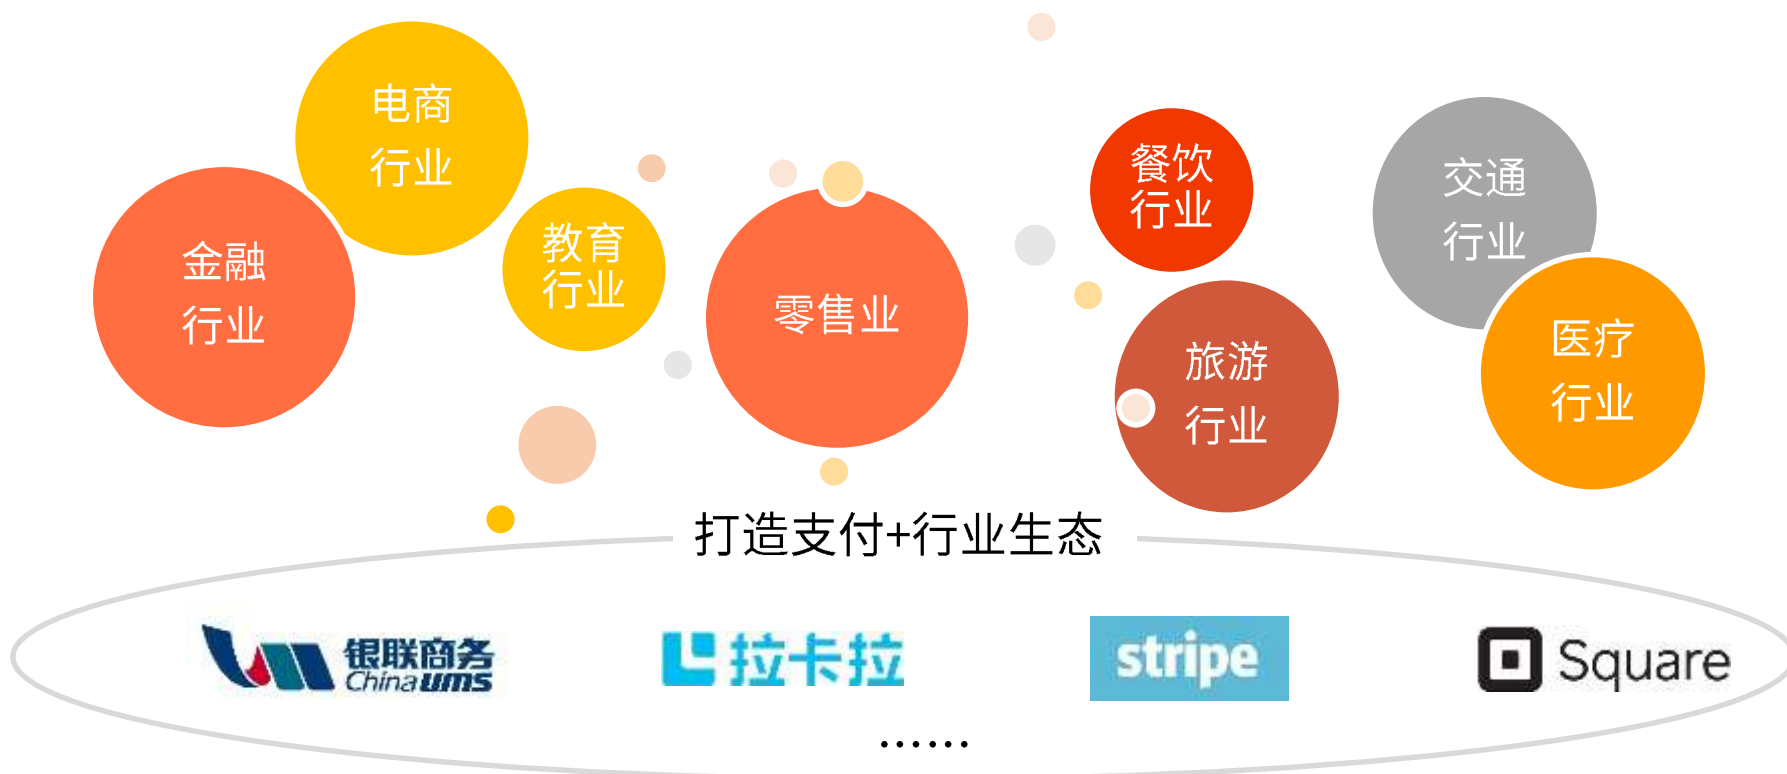 电商
行业
金融
行业
教育
行业
零售业
餐饮
行业
旅游
行业
交通
行业
医疗
行业
打造支付+行业生态
银联商务
China ums
拉卡拉
stripe
Square
……